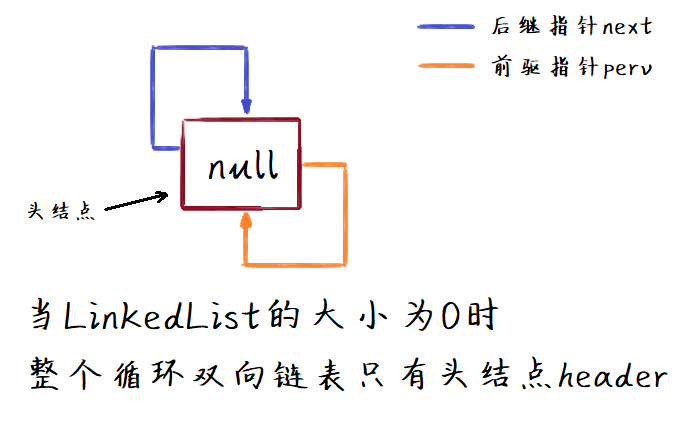 后继指针next
前驱指针perv
null
头结点
当LinkedList的大小为0时
整个循环双向链表只有头结点header